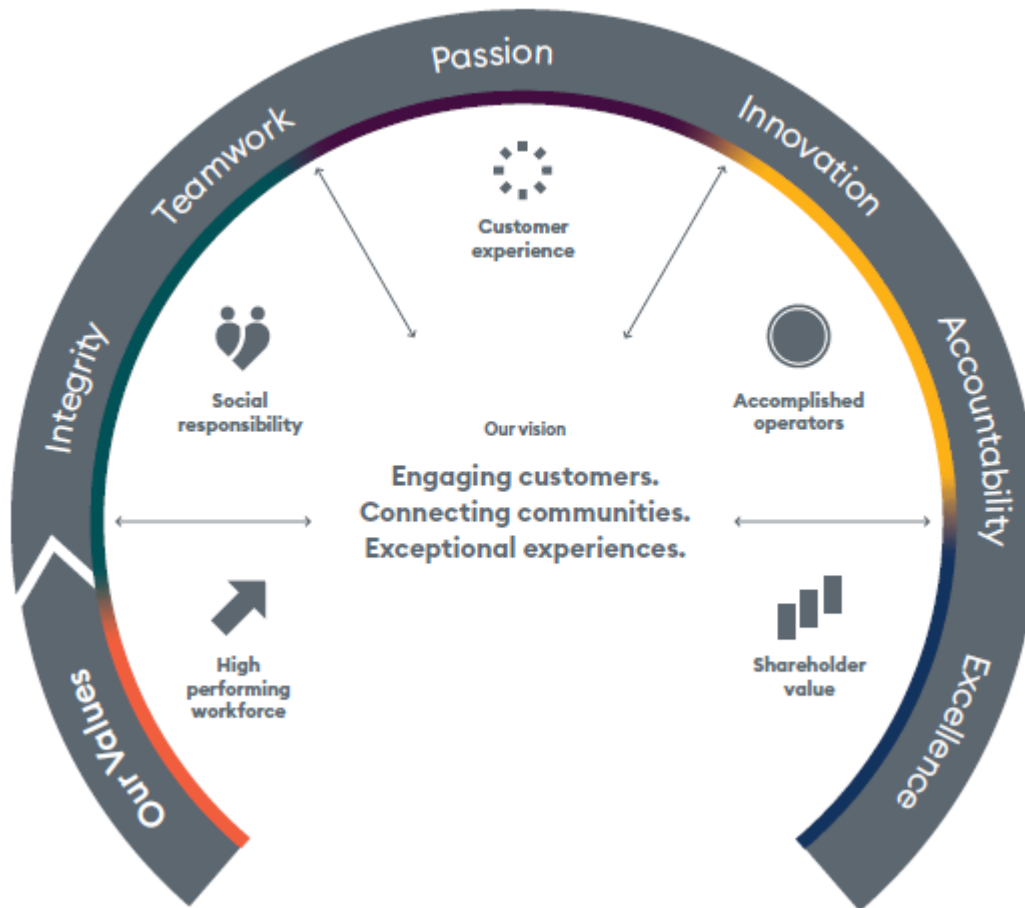 Our Values
Integrity
Teamwork
Passion
Innovation
Accountability
Excellence
Customer
experience
Social
responsibility
Accomplished
operators
Our vision
Engaging customers.
Connecting communities.
Exceptional experiences.
High
performing
workforce
Shareholder
value